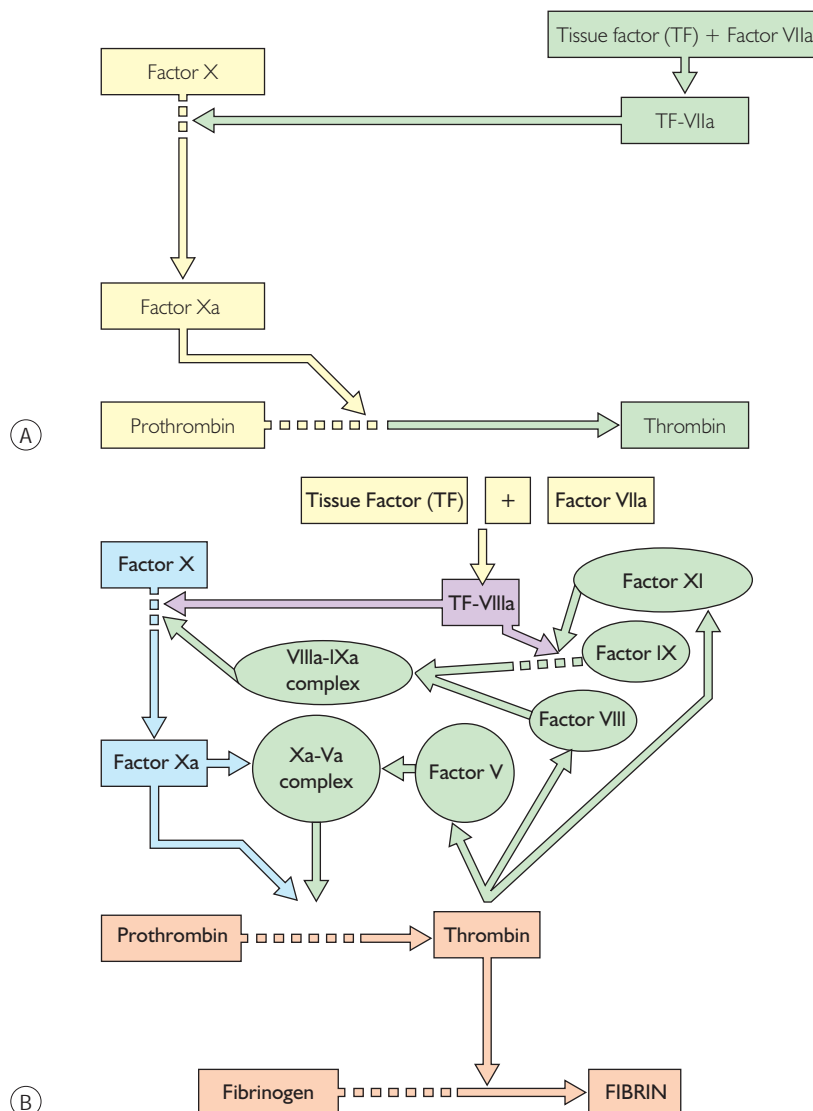 Tissue factor (TF) + Factor VIIa
Factor X
TF-VIIa
Factor Xa
Prothrombin
Thrombin
A
Tissue Factor (TF)
+
Factor VIIa
Factor X
Factor XI
TF-VIIIa
Factor IX
VIIIa-IXa
complex
Factor VIII
Xa-Va
complex
Factor V
Factor Xa
Prothrombin
Thrombin
Fibrinogen
FIBRIN
B